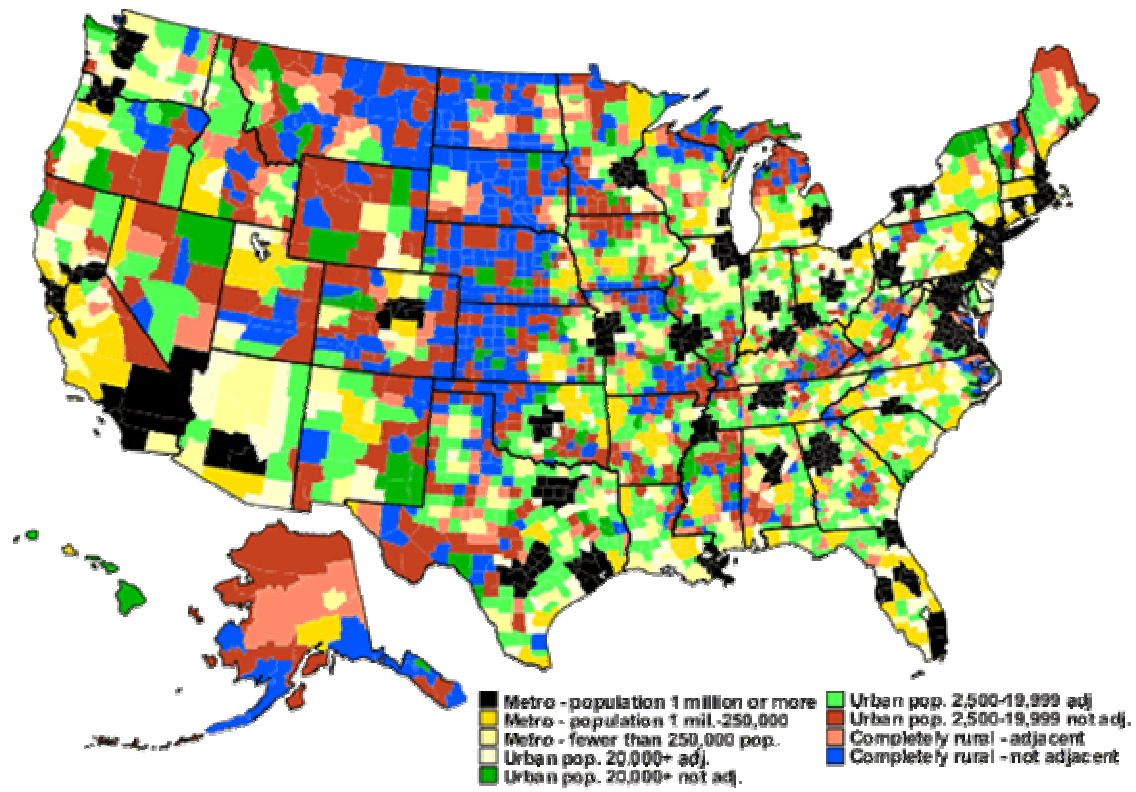 Metro - population 1 million or more
Metro - population 1 mil.-250,000
Metro - fewer than 250,000 pop.
Urban pop. 20,000+ adj.
Urban pop. 20,000+ not adj.
Urban pop. 2,500-19,999 adj
Urban pop. 2,500-19,999 not adj.
Completely rural - adjacent
Completely rural - not adjacent